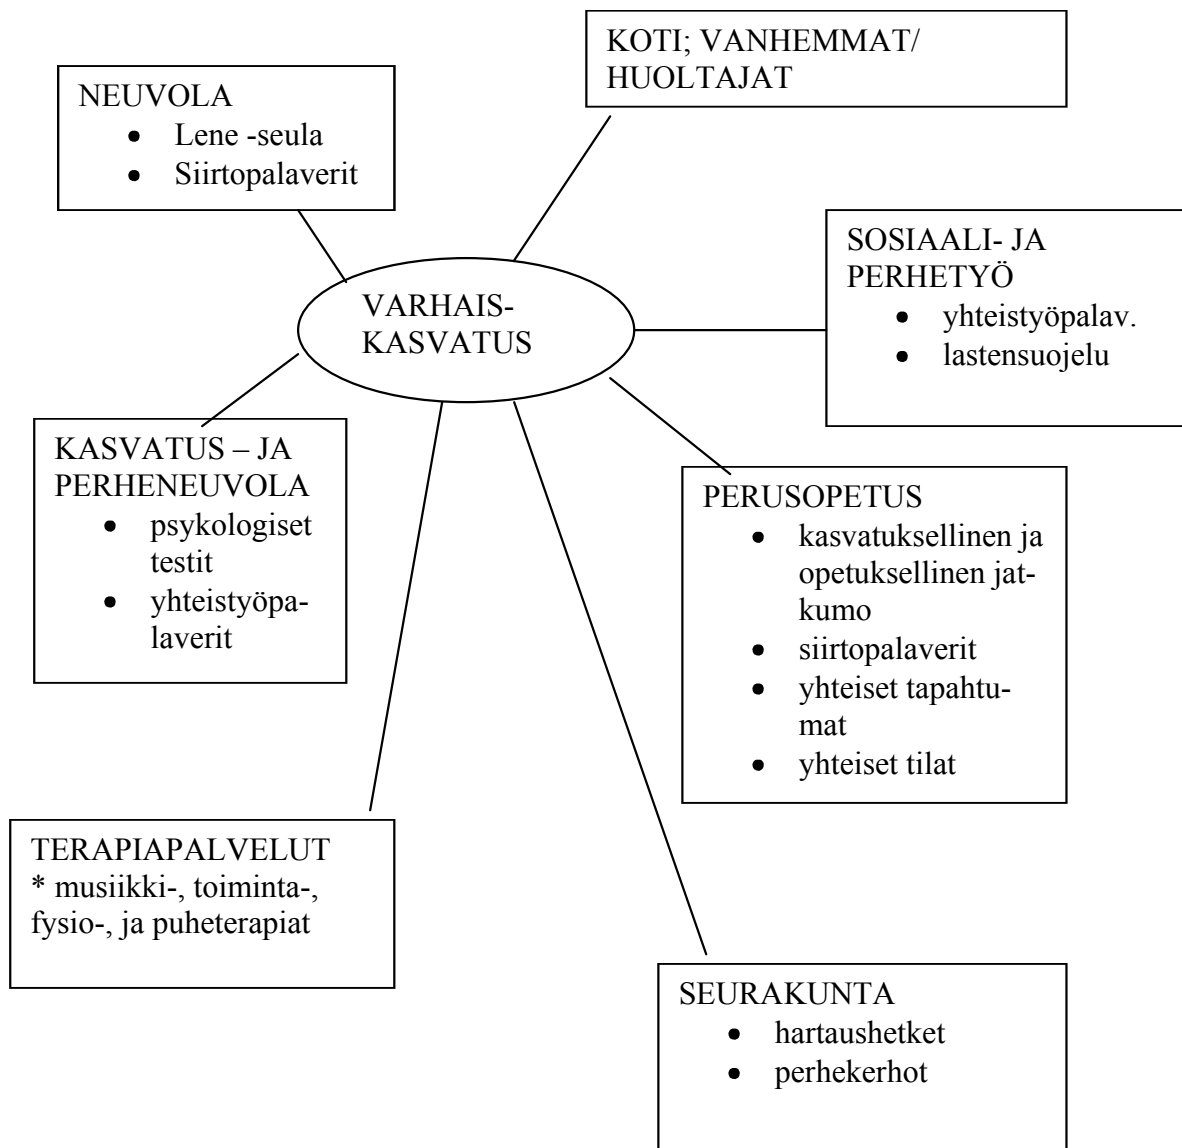 KOTI; VANHEMMAT/
HUOLTAJAT
NEUVOLA
• Lene -seula
• Siirtopalaverit
SOSIAALI- JA
PERHETYÖ
• yhteistyöpalav.
• lastensuojelu
VARHAIS-
KASVATUS
KASVATUS – JA
PERHENEUVOLA
• psykologiset
testit
• yhteistyöpa-
laverit
PERUSOPETUS
• kasvatuksellinen ja
opetuksellinen jat-
kumo
• siirtopalaverit
• yhteiset tapahtu-
mat
• yhteiset tilat
TERAPIAPALVELUT
* musiikki-, toiminta-,
fysio-, ja puheterapiat
SEURAKUNTA
• hartaushetket
• perhekerhot